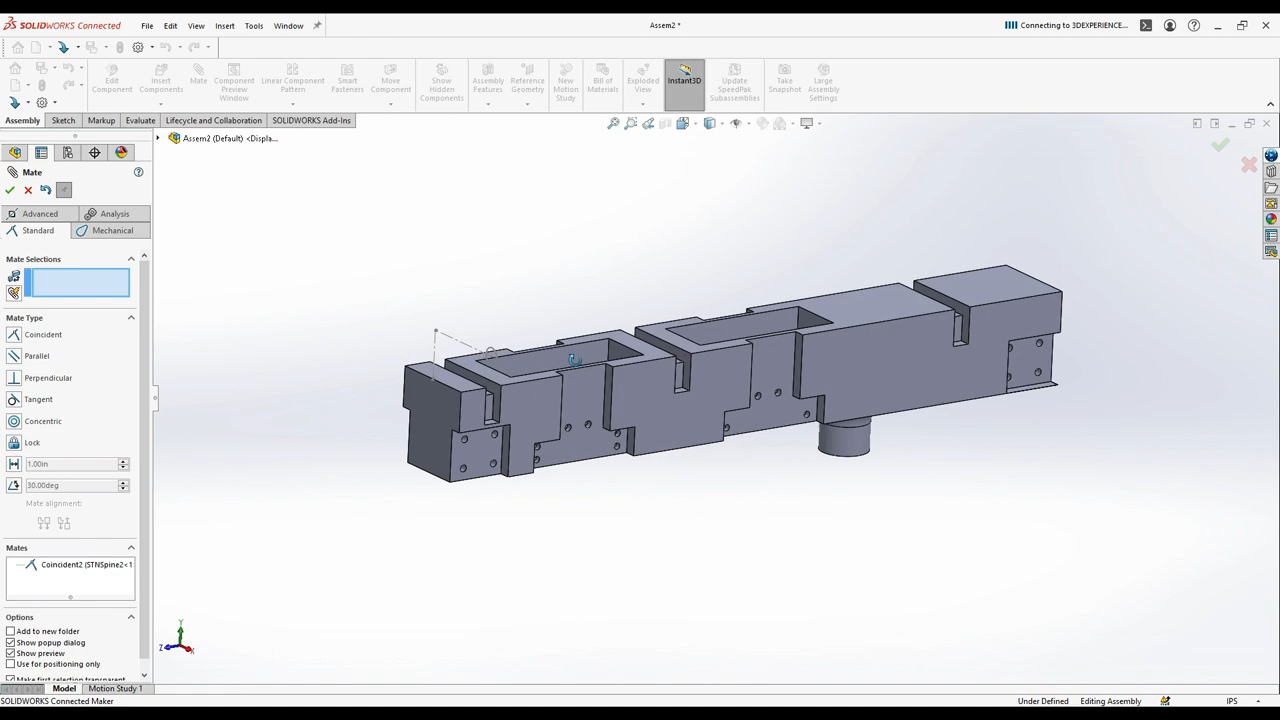 SOLIDWORKS Connected
File Edit View Insert Tools Window
Assem2 *
Connecting to 3DEXPERIENCE...
Edit Component
Insert Components
Mate
Component Preview Window
Linear Component Pattern
Smart Fasteners
Move Component
Show Hidden Components
Assembly Features
Reference Geometry
New Motion Study
Bill of Materials
Exploded View
Instant3D
Update SpeedPak Subassemblies
Take Snapshot
Large Assembly Settings
Assembly Sketch Markup Evaluate Lifecycle and Collaboration SOLIDWORKS Add-Ins
Assem2 (Default) <Displa...
Mate
Advanced Analysis
Standard Mechanical
Mate Selections
Mate Type
Coincident
Parallel
Perpendicular
Tangent
Concentric
Lock
1.00in
30.00deg
Mate alignment:
Mates
Coincident2 (STNSpine2<1
Options
Add to new folder
Show popup dialog
Show preview
Use for positioning only
Make first selection transparent
Y
Z X
Model Motion Study 1
SOLIDWORKS Connected Maker
Under Defined Editing Assembly IPS